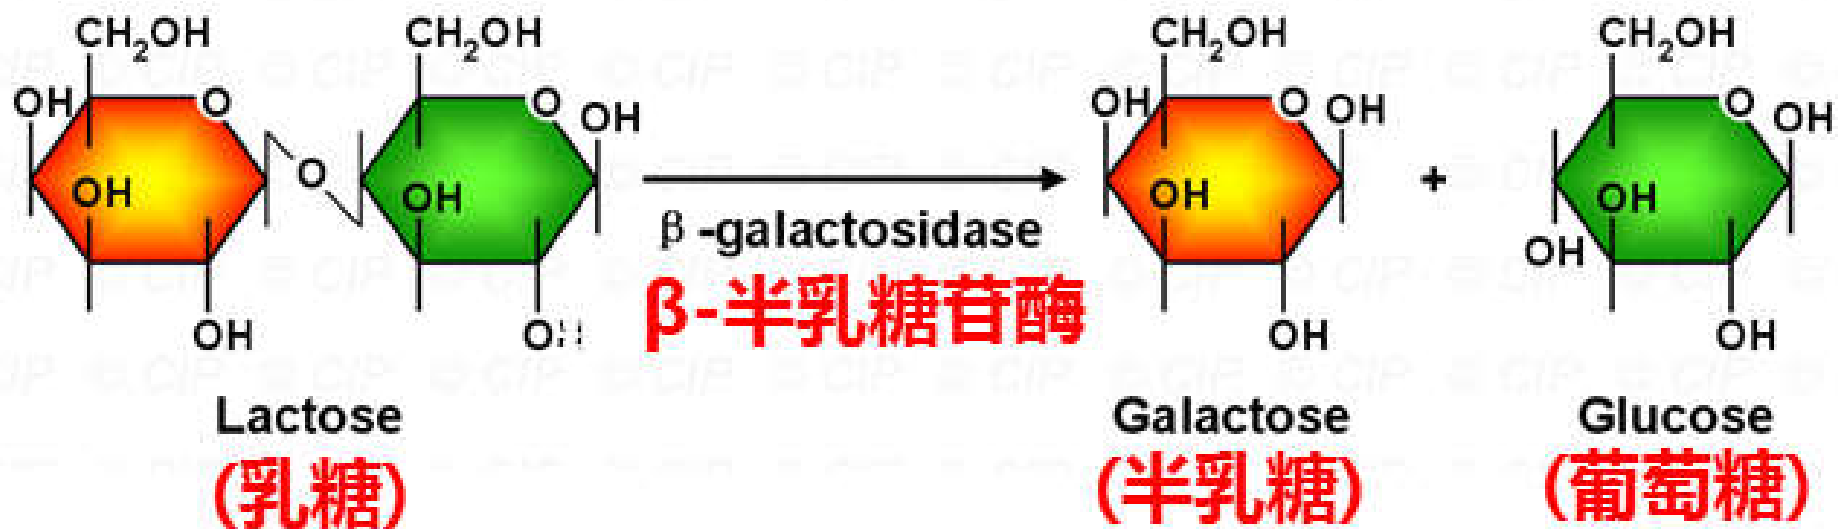 CH₂OH CH₂OH CH₂OH CH₂OH
OH O O OH OH O OH O OH
O
OH OH OH + OH
β-galactosidase
OH
β-半乳糖苷酶
OH OH OH
Lactose Galactose Glucose
(乳糖) (半乳糖) (葡萄糖)